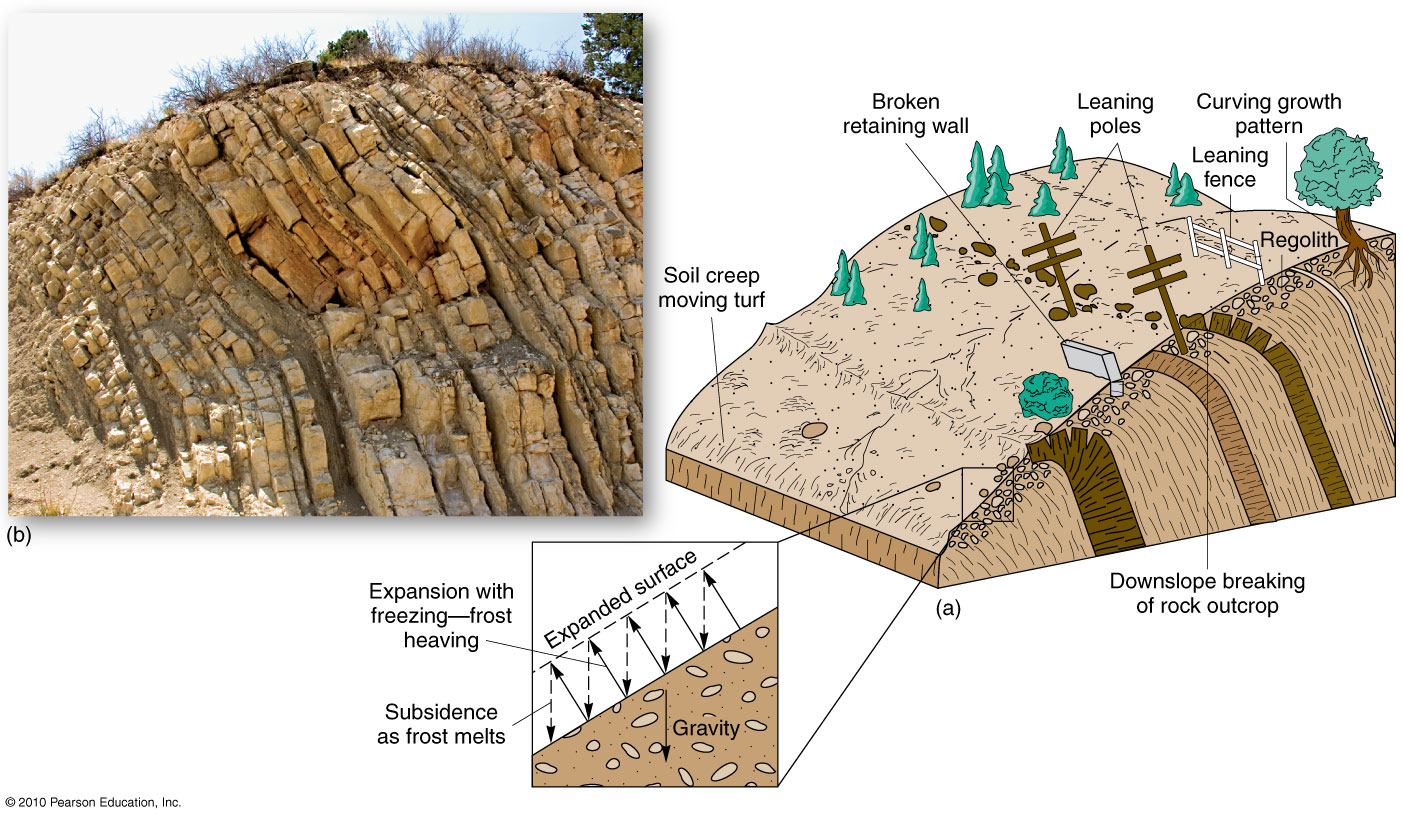 Broken
retaining wall
Leaning
poles
Curving growth
pattern
Leaning
fence
Regolith
Soil creep
moving turf
(b)
Downslope breaking
of rock outcrop
(a)
Expansion with
freezing—frost
heaving
Expanded surface
Subsidence
as frost melts
Gravity
© 2010 Pearson Education, Inc.